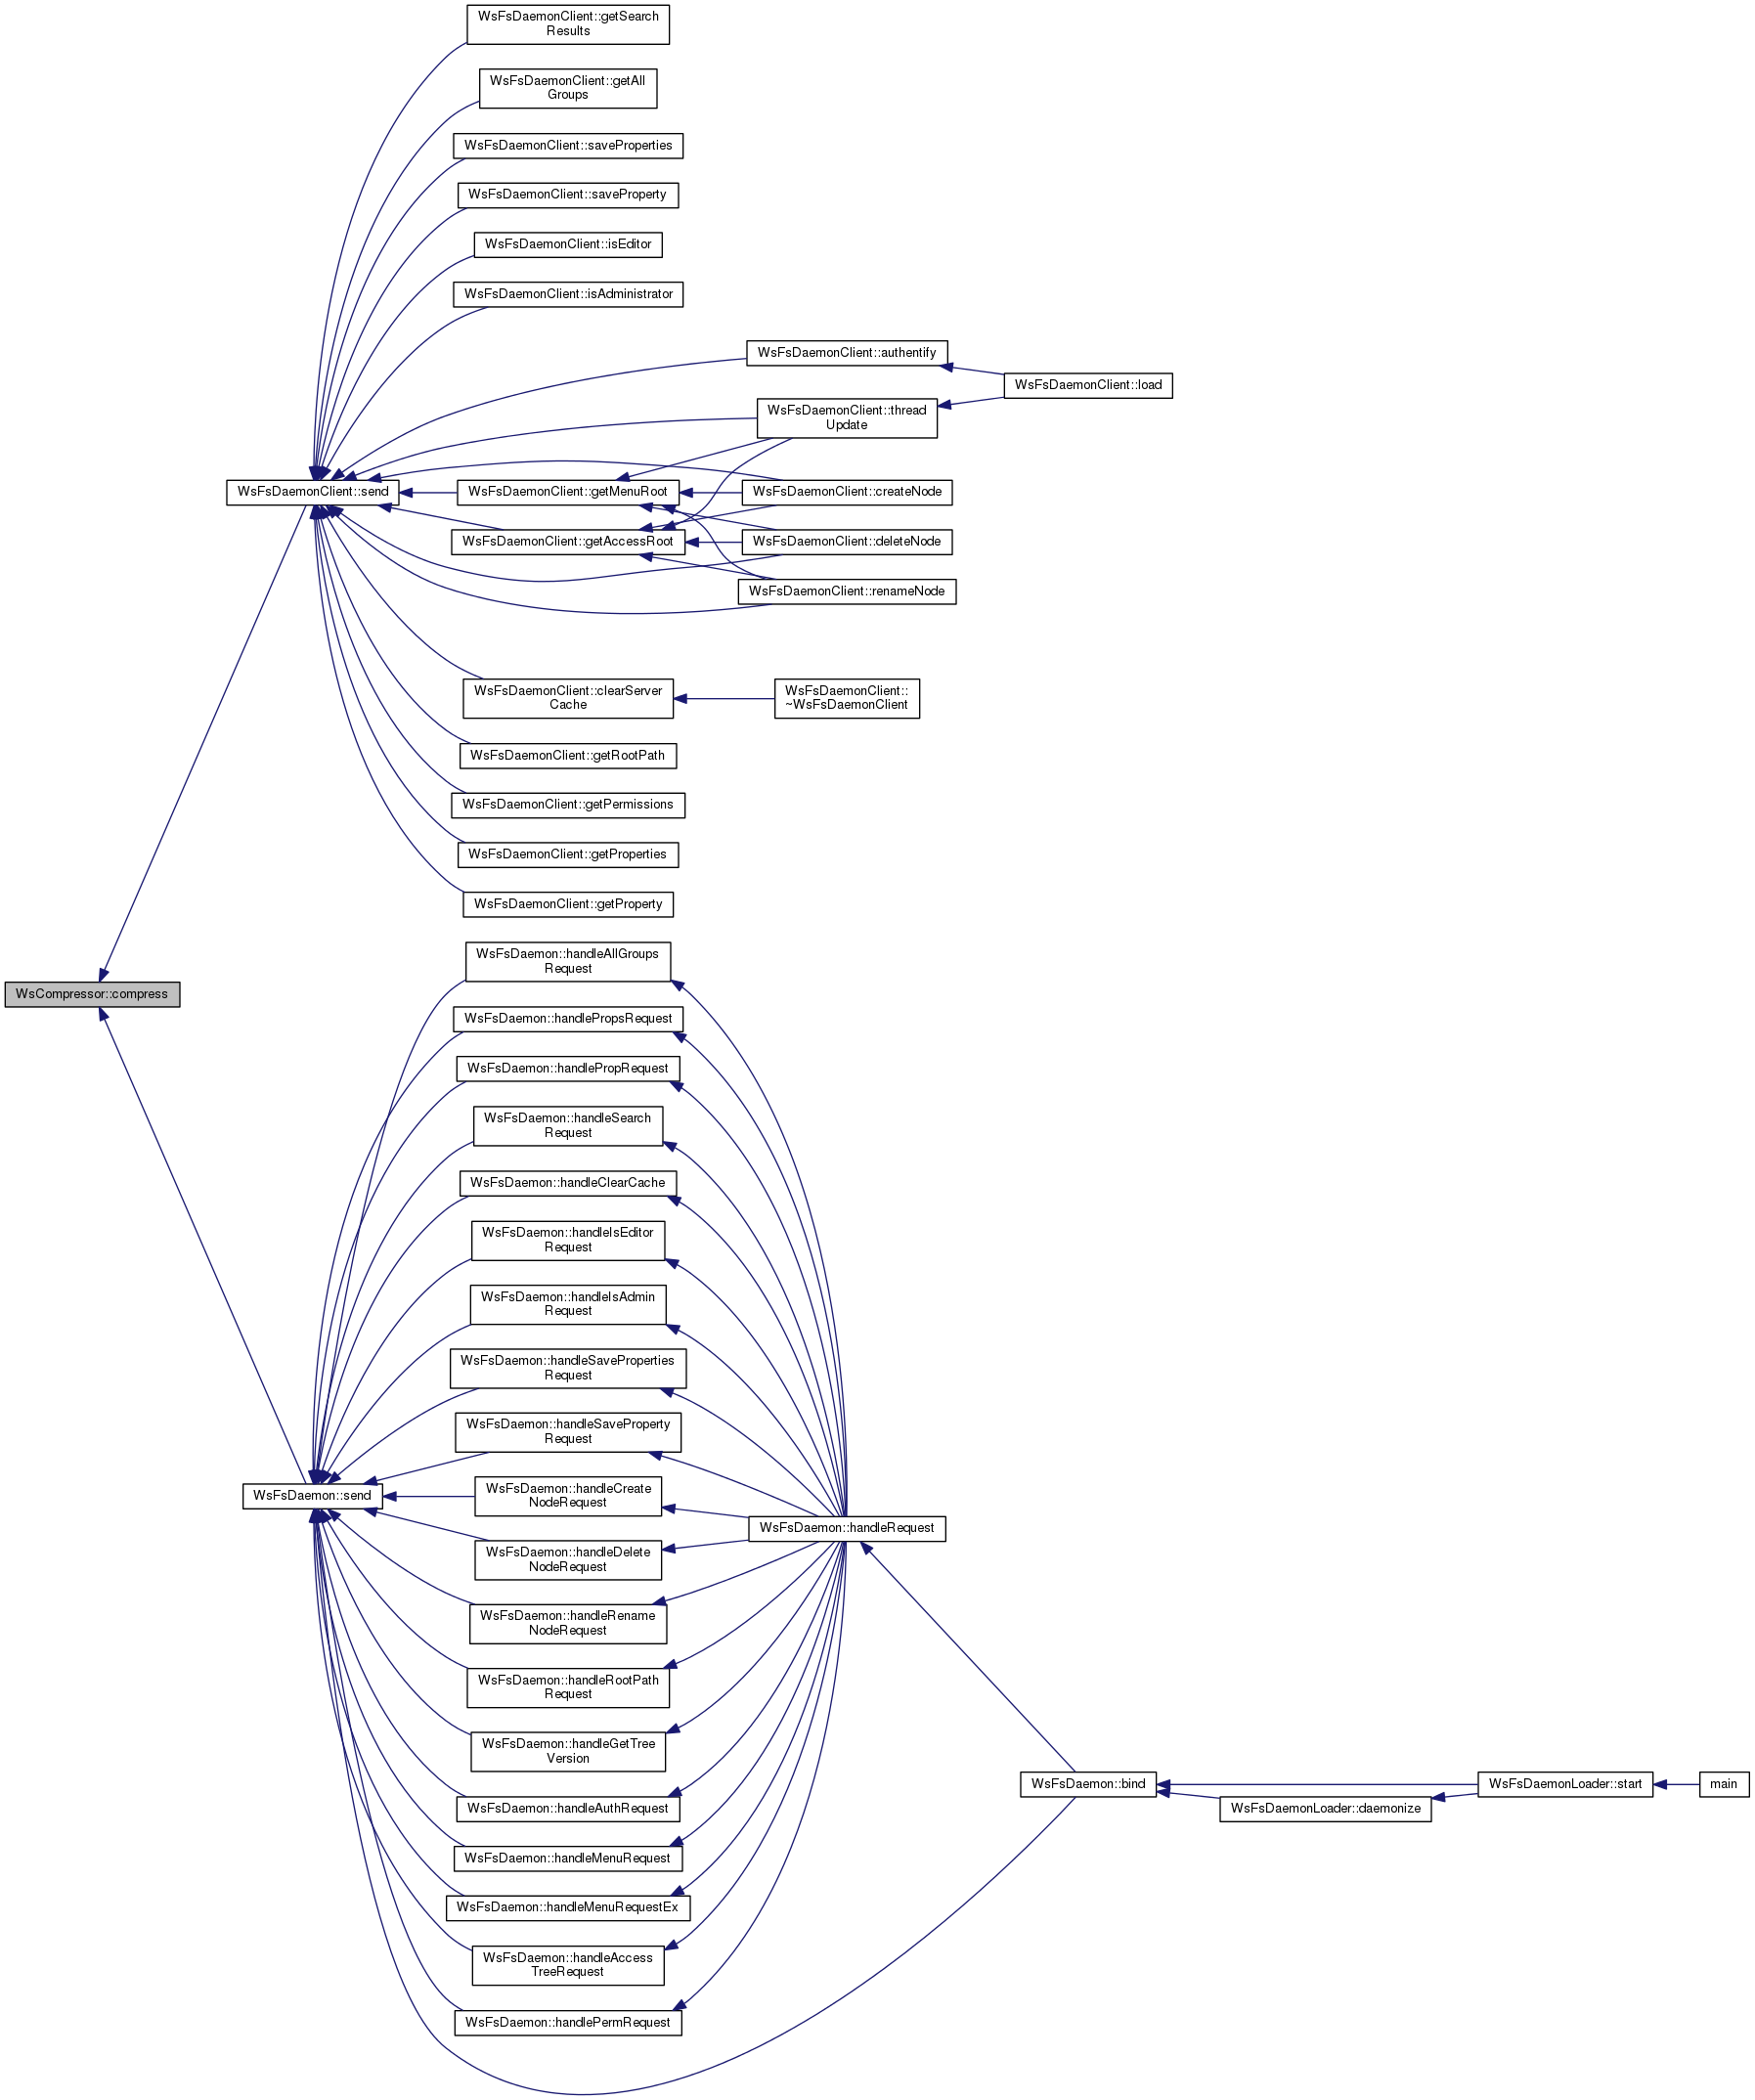 WsFsDaemonClient::getSearch
Results
WsFsDaemonClient::getAll
Groups
WsFsDaemonClient::saveProperties
WsFsDaemonClient::saveProperty
WsFsDaemonClient::isEditor
WsFsDaemonClient::isAdministrator
WsFsDaemonClient::authentify
WsFsDaemonClient::load
WsFsDaemonClient::thread
Update
WsFsDaemonClient::send
WsFsDaemonClient::getMenuRoot
WsFsDaemonClient::createNode
WsFsDaemonClient::getAccessRoot
WsFsDaemonClient::deleteNode
WsFsDaemonClient::renameNode
WsFsDaemonClient::clearServer
Cache
WsFsDaemonClient::
~WsFsDaemonClient
WsFsDaemonClient::getRootPath
WsFsDaemonClient::getPermissions
WsFsDaemonClient::getProperties
WsFsDaemonClient::getProperty
WsCompressor::compress
WsFsDaemon::handleAllGroups
Request
WsFsDaemon::handlePropsRequest
WsFsDaemon::handlePropRequest
WsFsDaemon::handleSearch
Request
WsFsDaemon::handleClearCache
WsFsDaemon::handleIsEditor
Request
WsFsDaemon::handleIsAdmin
Request
WsFsDaemon::handleSaveProperties
Request
WsFsDaemon::handleSaveProperty
Request
WsFsDaemon::send
WsFsDaemon::handleCreate
NodeRequest
WsFsDaemon::handleRequest
WsFsDaemon::handleDelete
NodeRequest
WsFsDaemon::handleRename
NodeRequest
WsFsDaemon::handleRootPath
Request
WsFsDaemon::handleGetTree
Version
WsFsDaemon::bind
WsFsDaemonLoader::start
main
WsFsDaemonLoader::daemonize
WsFsDaemon::handleAuthRequest
WsFsDaemon::handleMenuRequest
WsFsDaemon::handleMenuRequestEx
WsFsDaemon::handleAccess
TreeRequest
WsFsDaemon::handlePermRequest